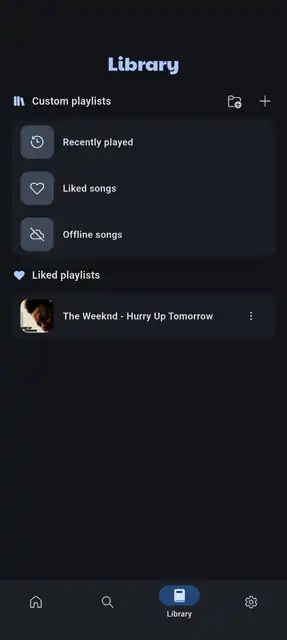 Library
Custom playlists
Recently played
Liked songs
Offline songs
Liked playlists
The Weeknd - Hurry Up Tomorrow
Library